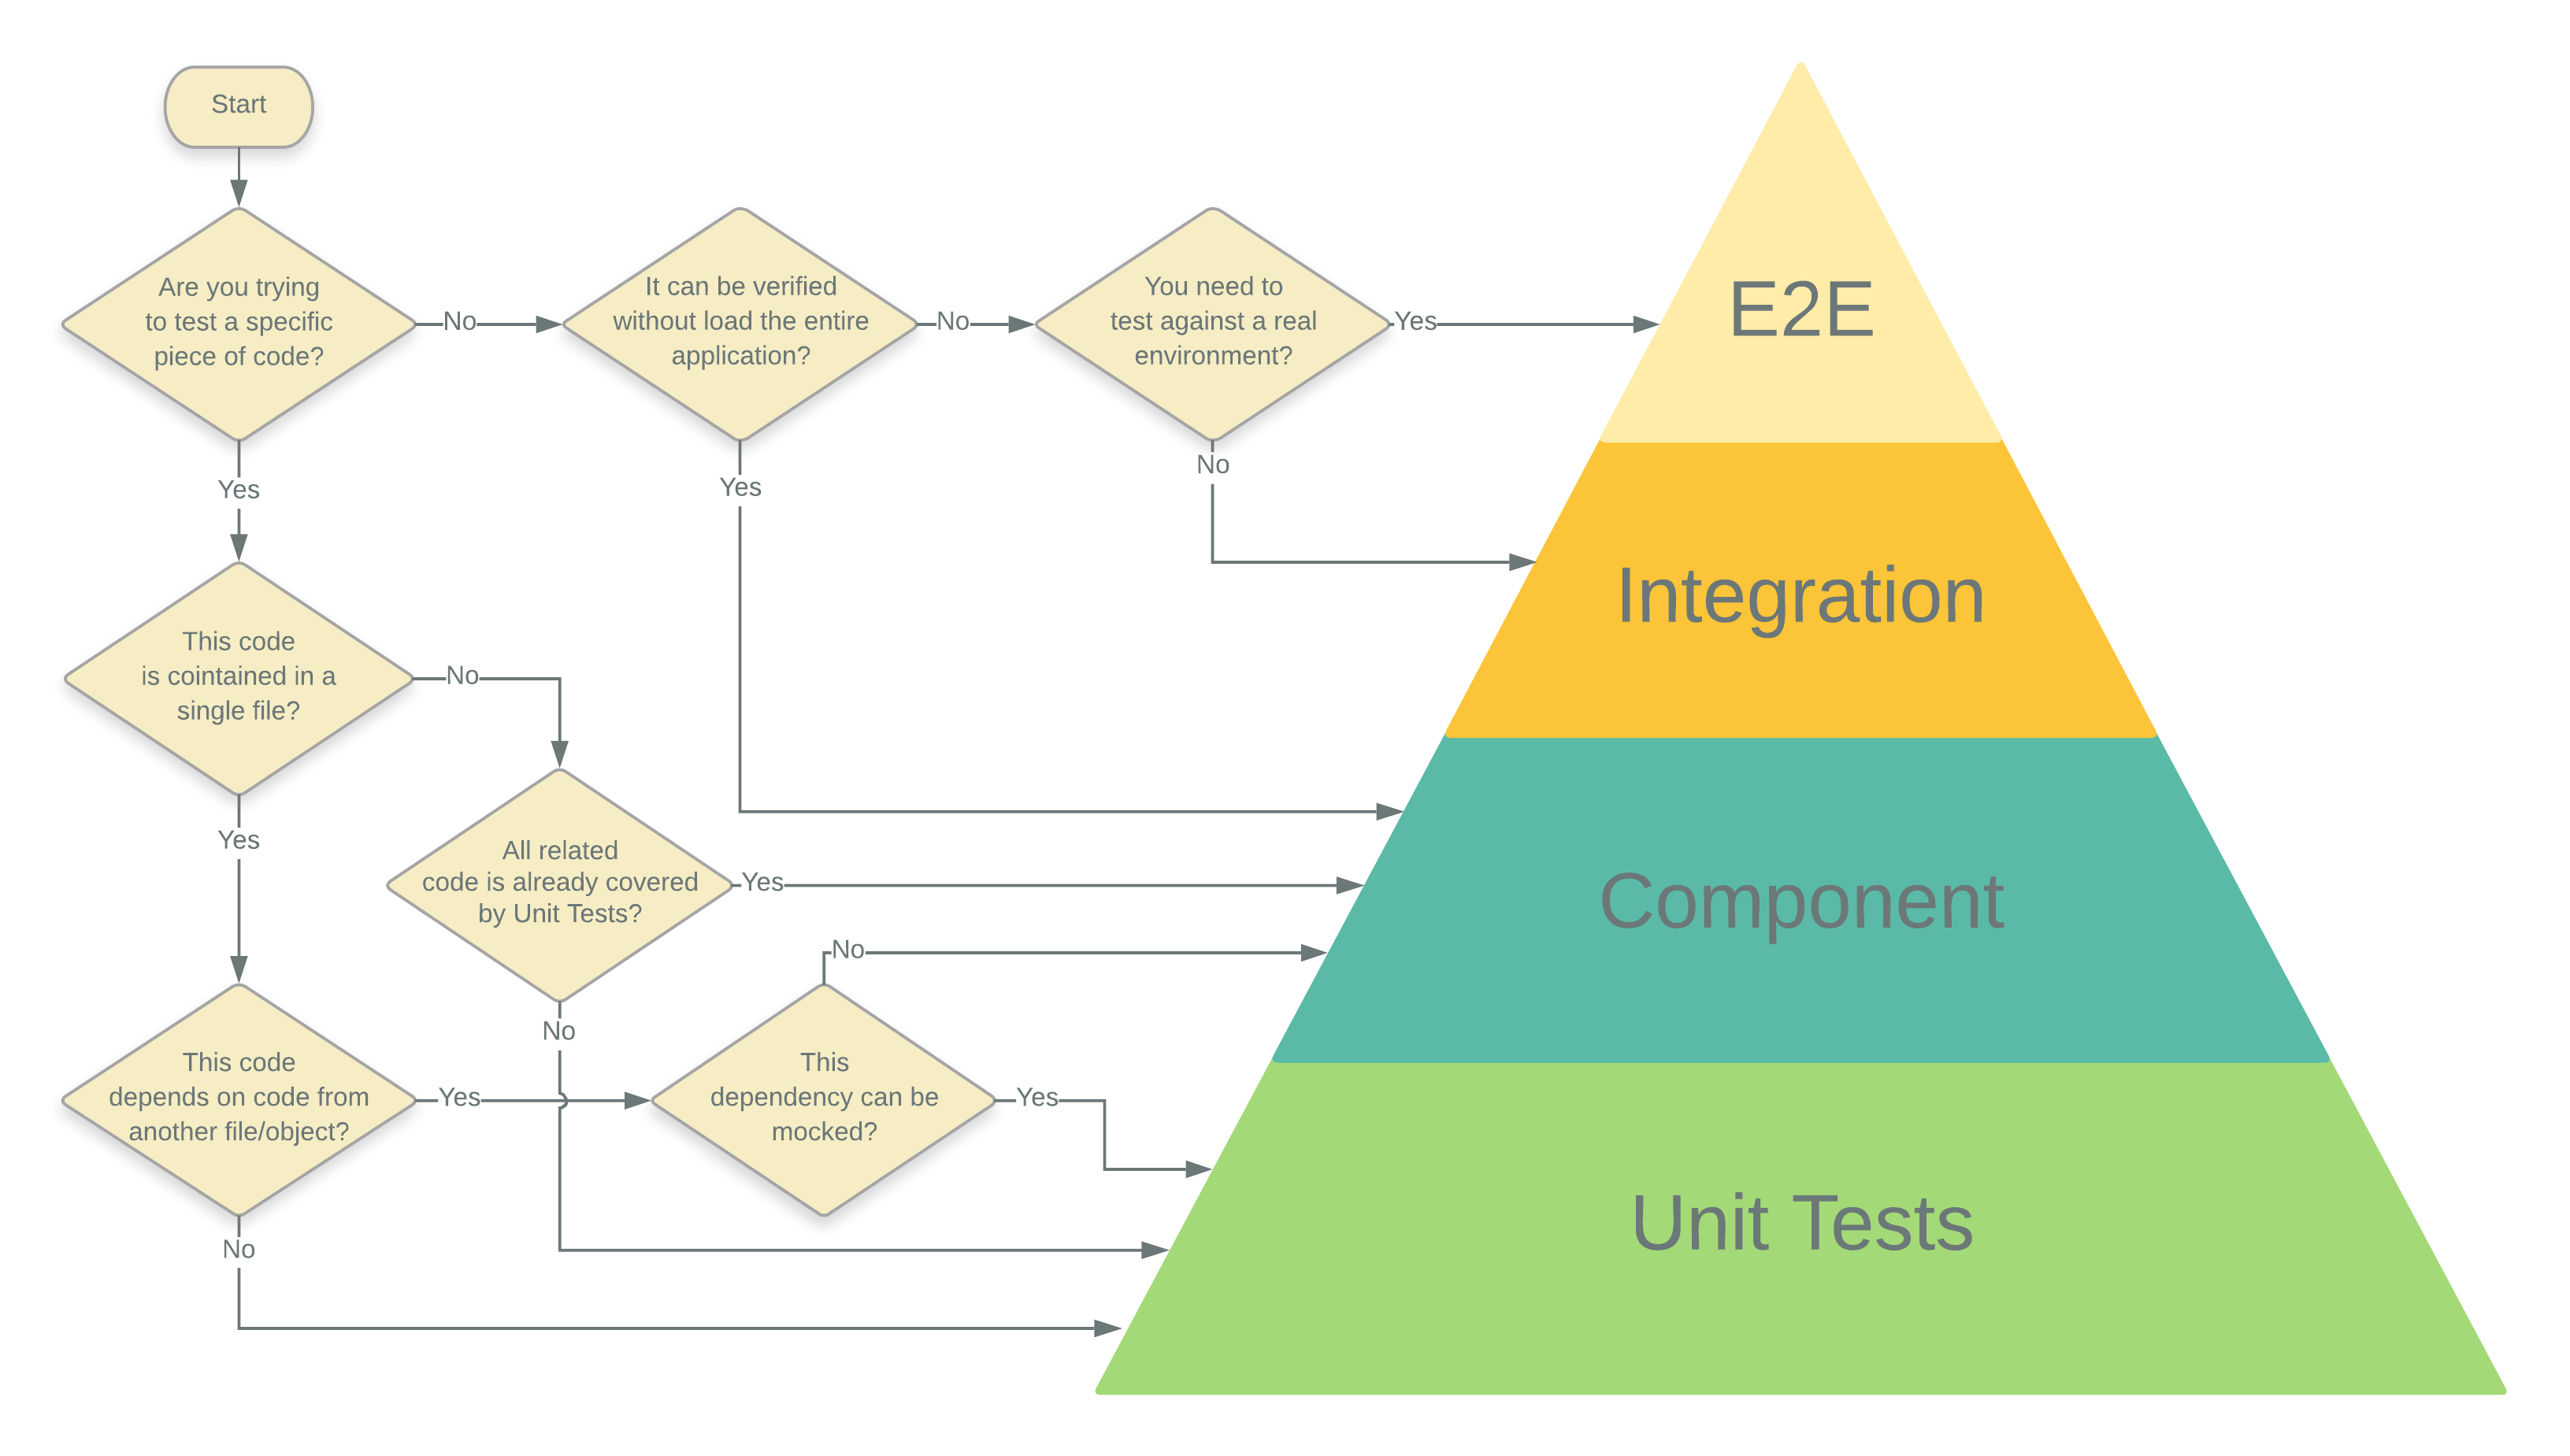 Start
Are you trying
to test a specific
piece of code?
No
It can be verified
without load the entire
application?
No
You need to
test against a real
environment?
Yes
E2E
Yes
Yes
No
Integration
This code
is cointained in a
single file?
No
Yes
All related
code is already covered
by Unit Tests?
Yes
Component
No
No
This code
depends on code from
another file/object?
Yes
This
dependency can be
mocked?
Yes
Unit Tests
No